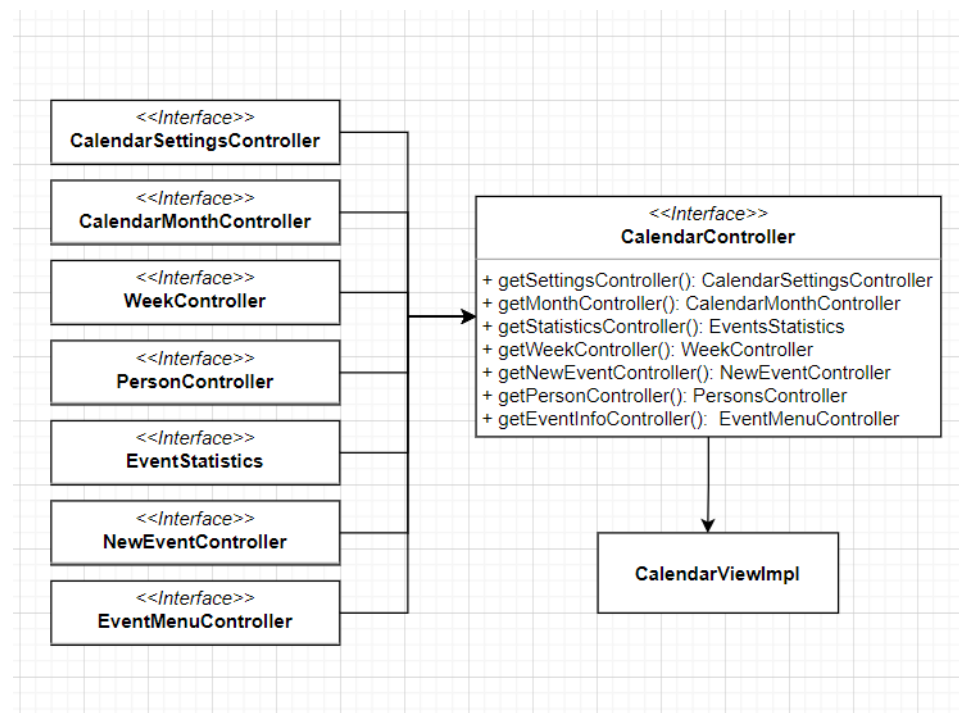 <<Interface>>
CalendarSettingsController
<<Interface>>
CalendarMonthController
<<Interface>>
WeekController
<<Interface>>
PersonController
<<Interface>>
EventStatistics
<<Interface>>
NewEventController
<<Interface>>
EventMenuController
<<Interface>>
CalendarController
+ getSettingsController(): CalendarSettingsController
+ getMonthController(): CalendarMonthController
+ getStatisticsController(): EventsStatistics
+ getWeekController(): WeekController
+ getNewEventController(): NewEventController
+ getPersonController(): PersonsController
+ getEventInfoController(): EventMenuController
CalendarViewImpl